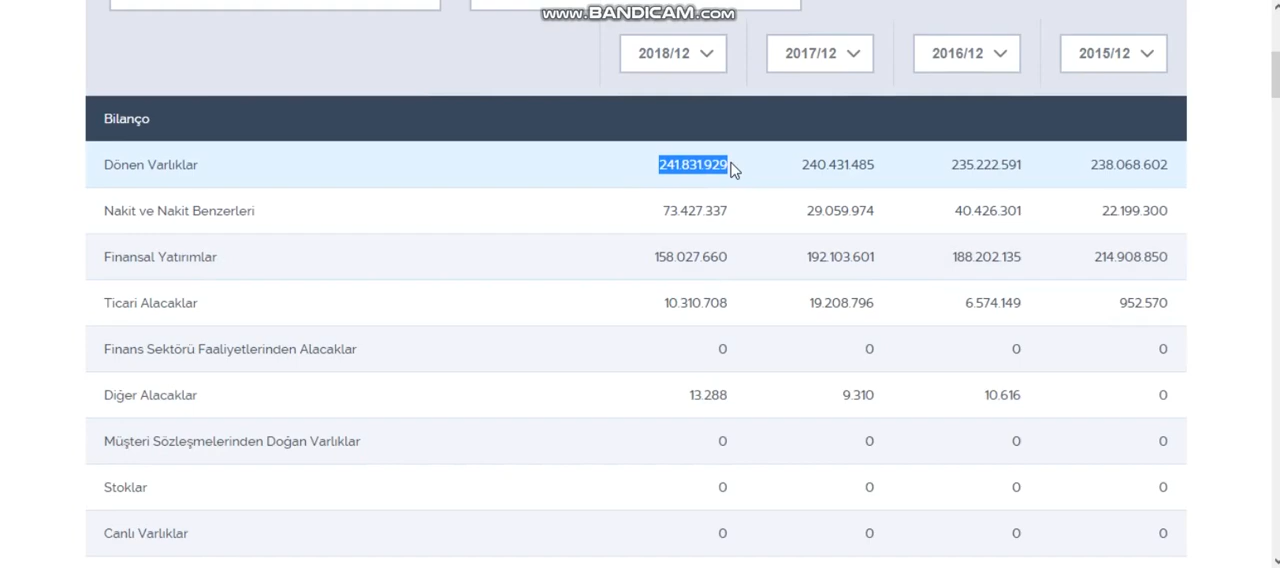 www.BANDICAM.com
2018/12 2017/12 2016/12 2015/12
Bilanço
Dönen Varlıklar 241.831.929 240.431.485 235.222.591 238.068.602
Nakit ve Nakit Benzerleri 73.427.337 29.059.974 40.426.301 22.199.300
Finansal Yatırımlar 158.027.660 192.103.601 188.202.135 214.908.850
Ticari Alacaklar 10.310.708 19.208.796 6.574.149 952.570
Finans Sektörü Faaliyetlerinden Alacaklar 0 0 0 0
Diğer Alacaklar 13.288 9.310 10.616 0
Müşteri Sözleşmelerinden Doğan Varlıklar 0 0 0 0
Stoklar 0 0 0 0
Canlı Varlıklar 0 0 0 0